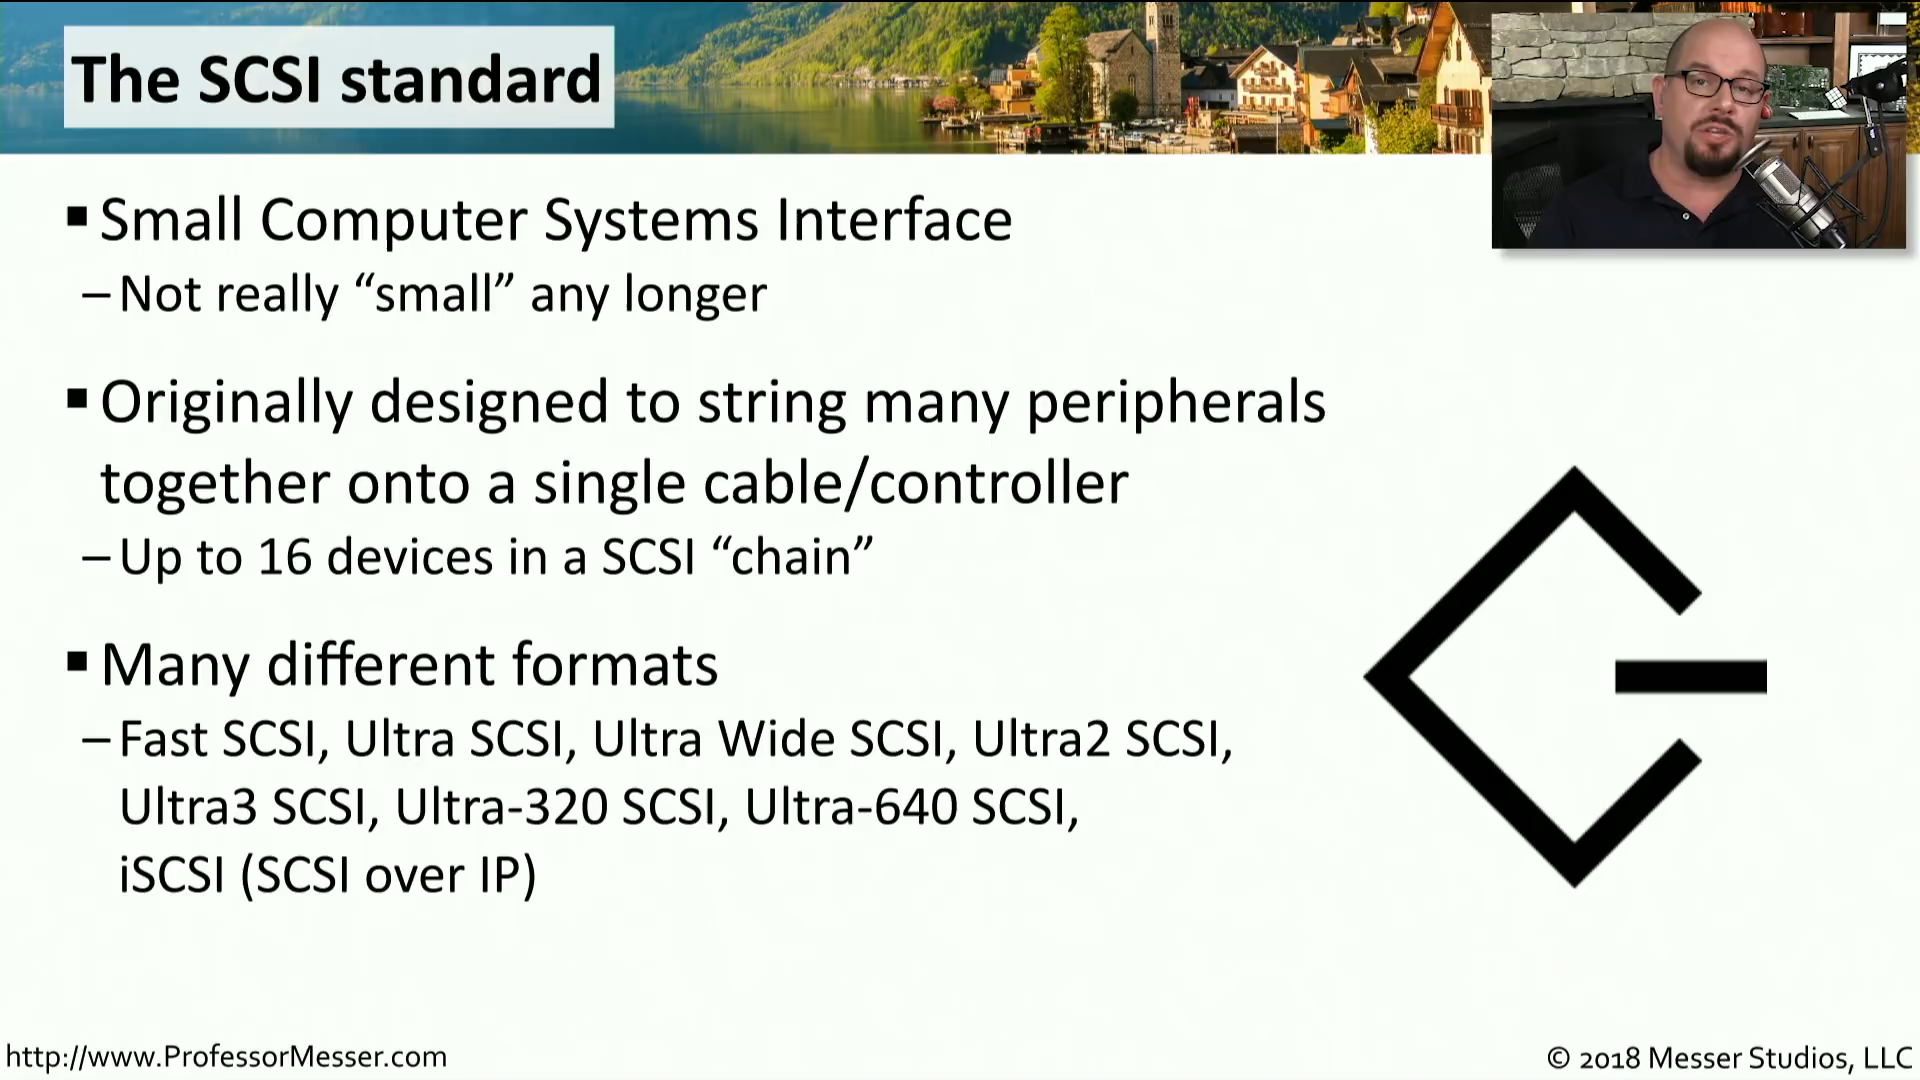 The SCSI standard
▪ Small Computer Systems Interface
– Not really “small” any longer
▪ Originally designed to string many peripherals
together onto a single cable/controller
– Up to 16 devices in a SCSI “chain”
▪ Many different formats
– Fast SCSI, Ultra SCSI, Ultra Wide SCSI, Ultra2 SCSI,
Ultra3 SCSI, Ultra-320 SCSI, Ultra-640 SCSI,
iSCSI (SCSI over IP)
http://www.ProfessorMesser.com
© 2018 Messer Studios, LLC